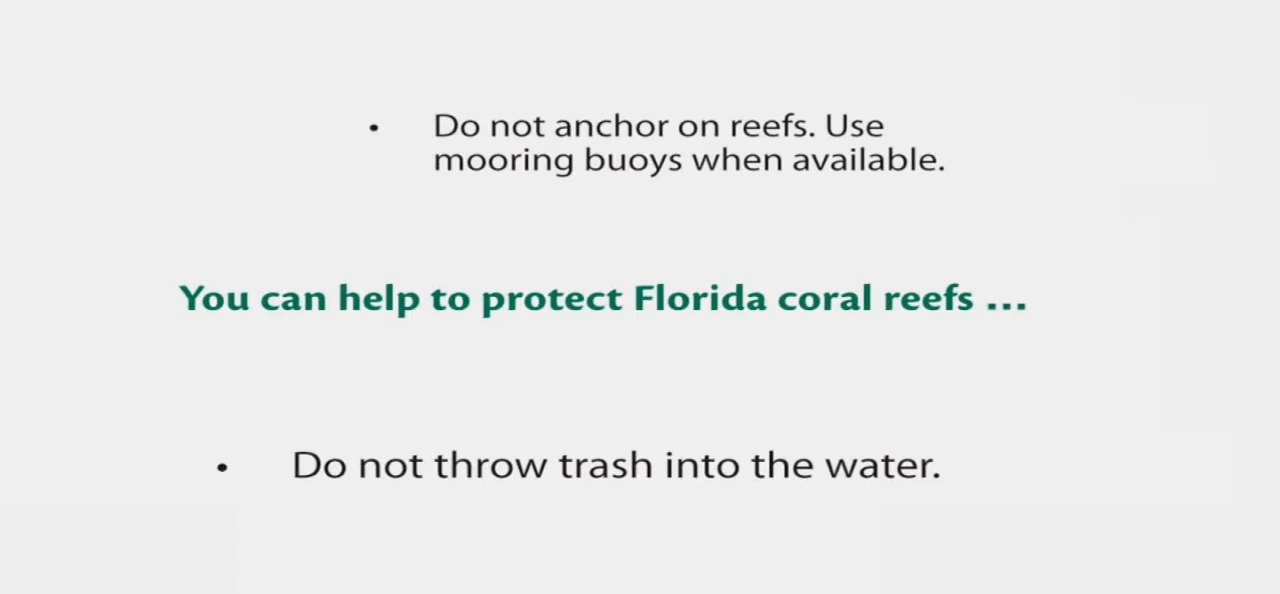 • Do not anchor on reefs. Use
mooring buoys when available.
You can help to protect Florida coral reefs ...
• Do not throw trash into the water.